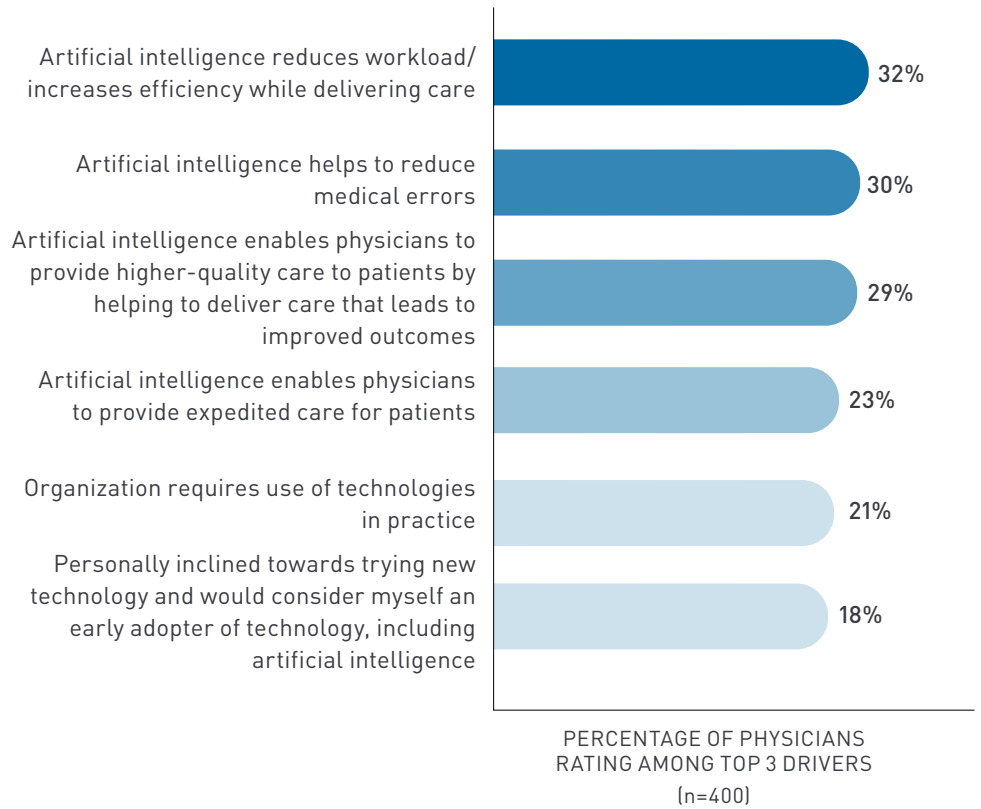 Artificial intelligence reduces workload/
increases efficiency while delivering care
32%
Artificial intelligence helps to reduce
medical errors
30%
Artificial intelligence enables physicians to
provide higher-quality care to patients by
helping to deliver care that leads to
improved outcomes
29%
Artificial intelligence enables physicians
to provide expedited care for patients
23%
Organization requires use of technologies
in practice
21%
Personally inclined towards trying new
technology and would consider myself an
early adopter of technology, including
artificial intelligence
18%
PERCENTAGE OF PHYSICIANS
RATING AMONG TOP 3 DRIVERS
(n=400)